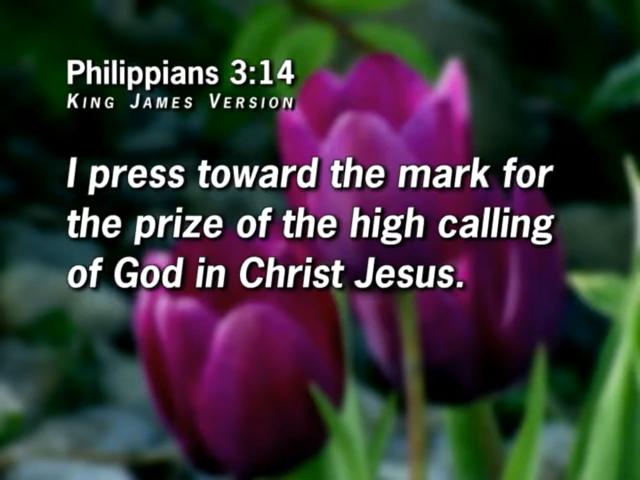 Philippians 3:14
King James Version
I press toward the mark for
the prize of the high calling
of God in Christ Jesus.